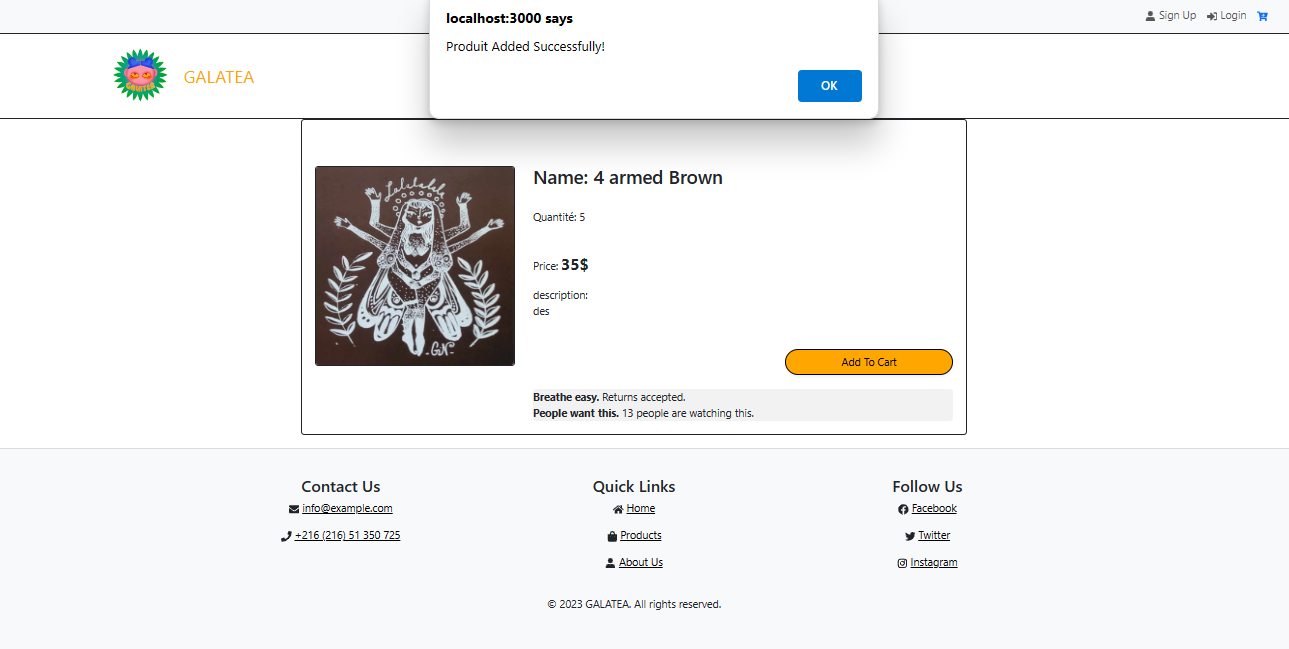 localhost:3000 says
Produit Added Successfully!
OK
Sign Up Login
GALATEA
Name: 4 armed Brown
Quantité: 5
Price: 35$
description:
des
Lalalalala
-GN-
Add To Cart
Breathe easy. Returns accepted.
People want this. 13 people are watching this.
Contact Us
info@example.com
+216 (216) 51 350 725
Quick Links
Home
Products
About Us
Follow Us
Facebook
Twitter
Instagram
© 2023 GALATEA. All rights reserved.